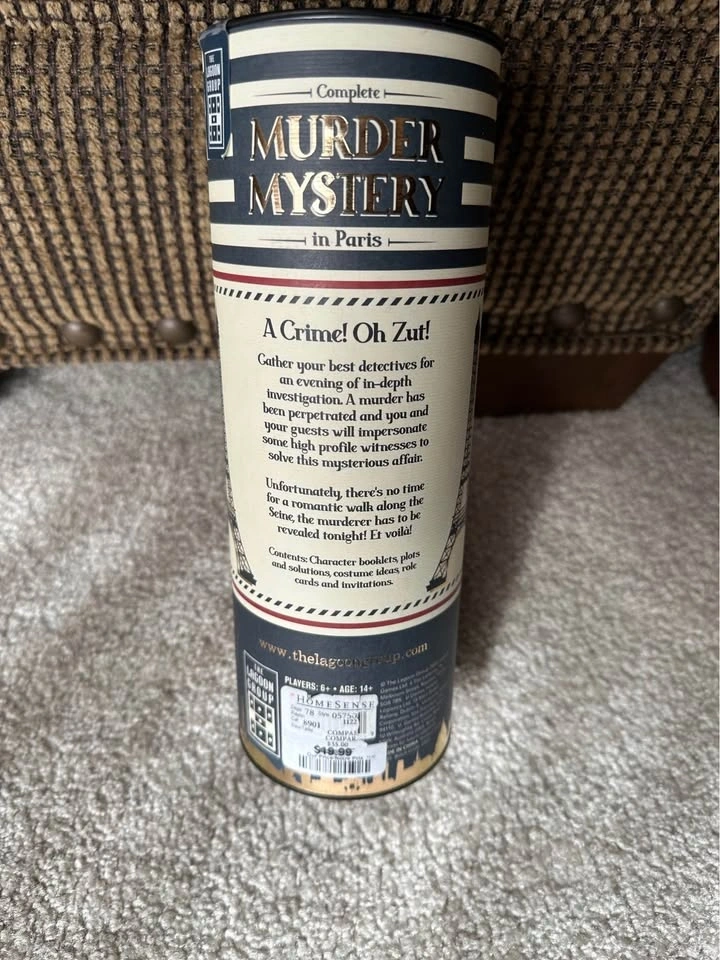 THE
LAGOON
GROUP
Complete
MURDER
MYSTERY
in Paris
A Crime! Oh Zut!
Gather your best detectives for
an evening of in-depth
investigation. A murder has
been perpetrated and you and
your guests will impersonate
some high profile witnesses to
solve this mysterious affair.
Unfortunately, there's no time
for a romantic walk along the
Seine, the murderer has to be
revealed tonight! Et voilà!
Contents: Character booklets, plots
and solutions, costume ideas, role
cards and invitations.
www.thelagoongroup.com
THE
LAGOON
GROUP
PLAYERS: 6+ • AGE: 14+
HOMESENSE
78
6901
1122
$19.99